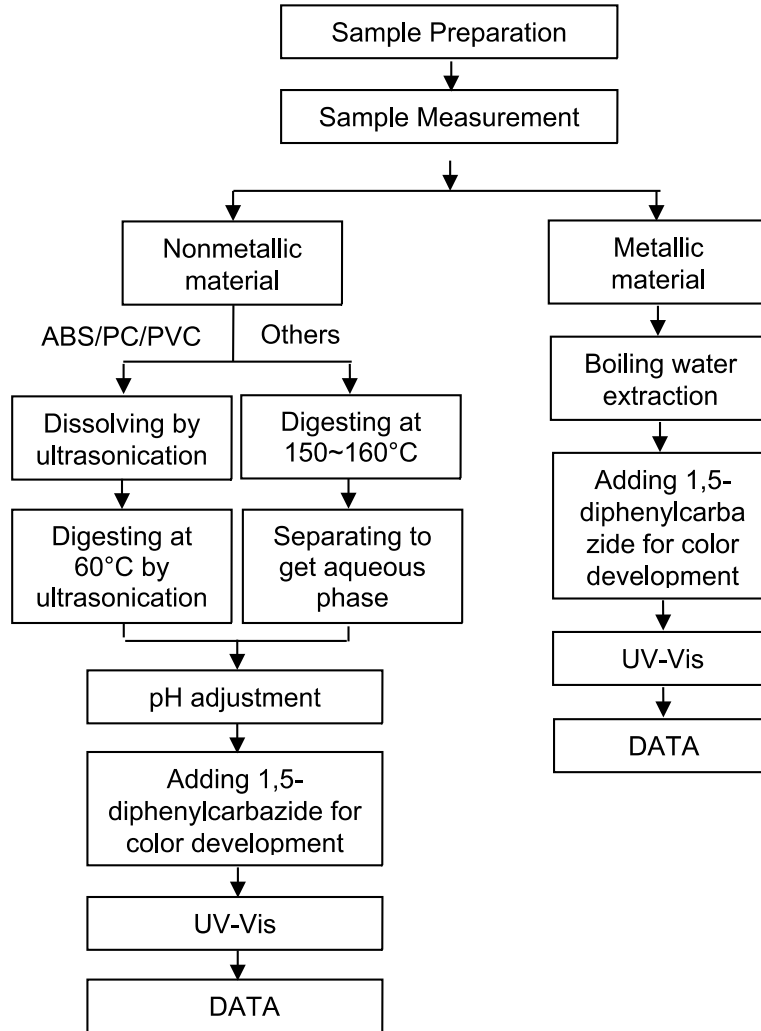 Sample Preparation
Sample Measurement
Nonmetallic
material
Metallic
material
ABS/PC/PVC
Others
Boiling water
extraction
Dissolving by
ultrasonication
Digesting at
150~160°C
Adding 1,5-
diphenylcarba
zide for color
development
Digesting at
60°C by
ultrasonication
Separating to
get aqueous
phase
UV-Vis
pH adjustment
DATA
Adding 1,5-
diphenylcarbazide for
color development
UV-Vis
DATA